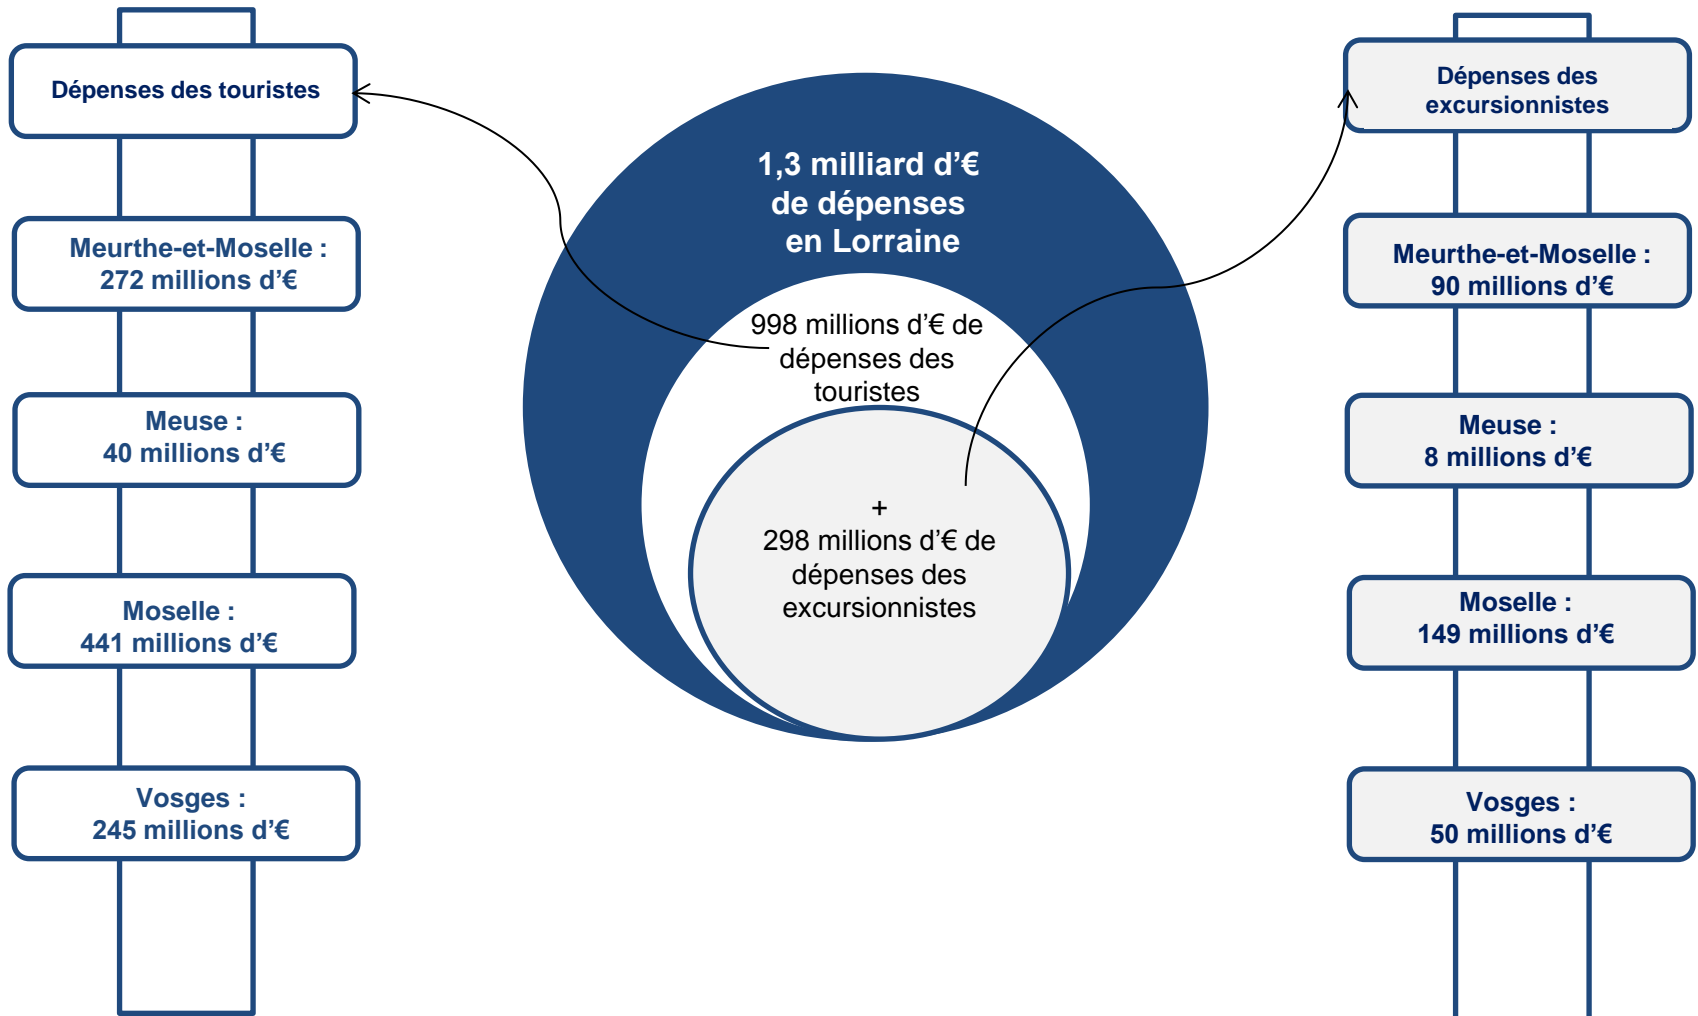 Dépenses des touristes
Meurthe-et-Moselle :
272 millions d'€
Meuse :
40 millions d'€
Moselle :
441 millions d'€
Vosges :
245 millions d'€
1,3 milliard d'€
de dépenses
en Lorraine
998 millions d'€ de
dépenses des
touristes
+
298 millions d'€ de
dépenses des
excursionnistes
Dépenses des
excursionnistes
Meurthe-et-Moselle :
90 millions d'€
Meuse :
8 millions d'€
Moselle :
149 millions d'€
Vosges :
50 millions d'€